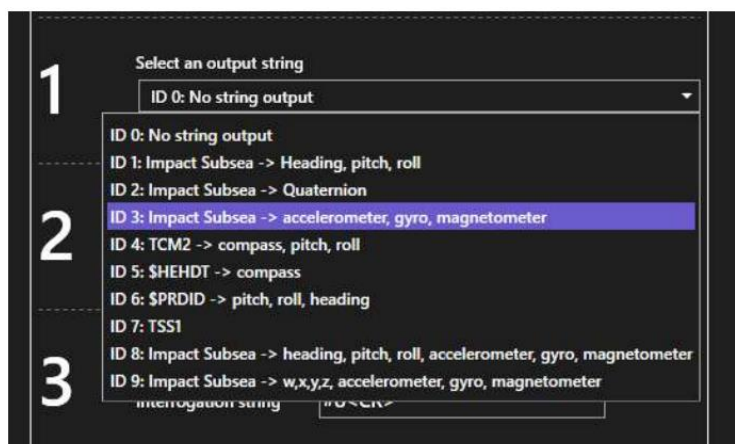 1
Select an output string
ID 0: No string output
ID 0: No string output
ID 1: Impact Subsea -> Heading, pitch, roll
ID 2: Impact Subsea -> Quaternion
2
ID 3: Impact Subsea -> accelerometer, gyro, magnetometer
ID 4: TCM2 -> compass, pitch, roll
ID 5: $HEHDT -> compass
ID 6: $PRDID -> pitch, roll, heading
ID 7: TSS1
3
ID 8: Impact Subsea -> heading, pitch, roll, accelerometer, gyro, magnetometer
ID 9: Impact Subsea -> w,x,y,z, accelerometer, gyro, magnetometer
Interrogation string